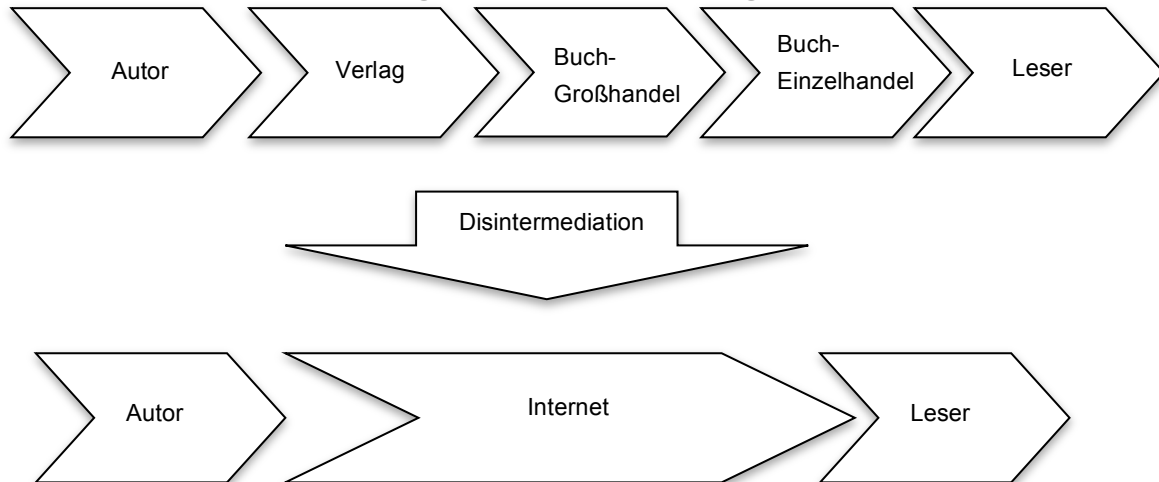 Autor
Verlag
Buch-
Großhandel
Buch-
Einzelhandel
Leser
Disintermediation
Autor
Internet
Leser